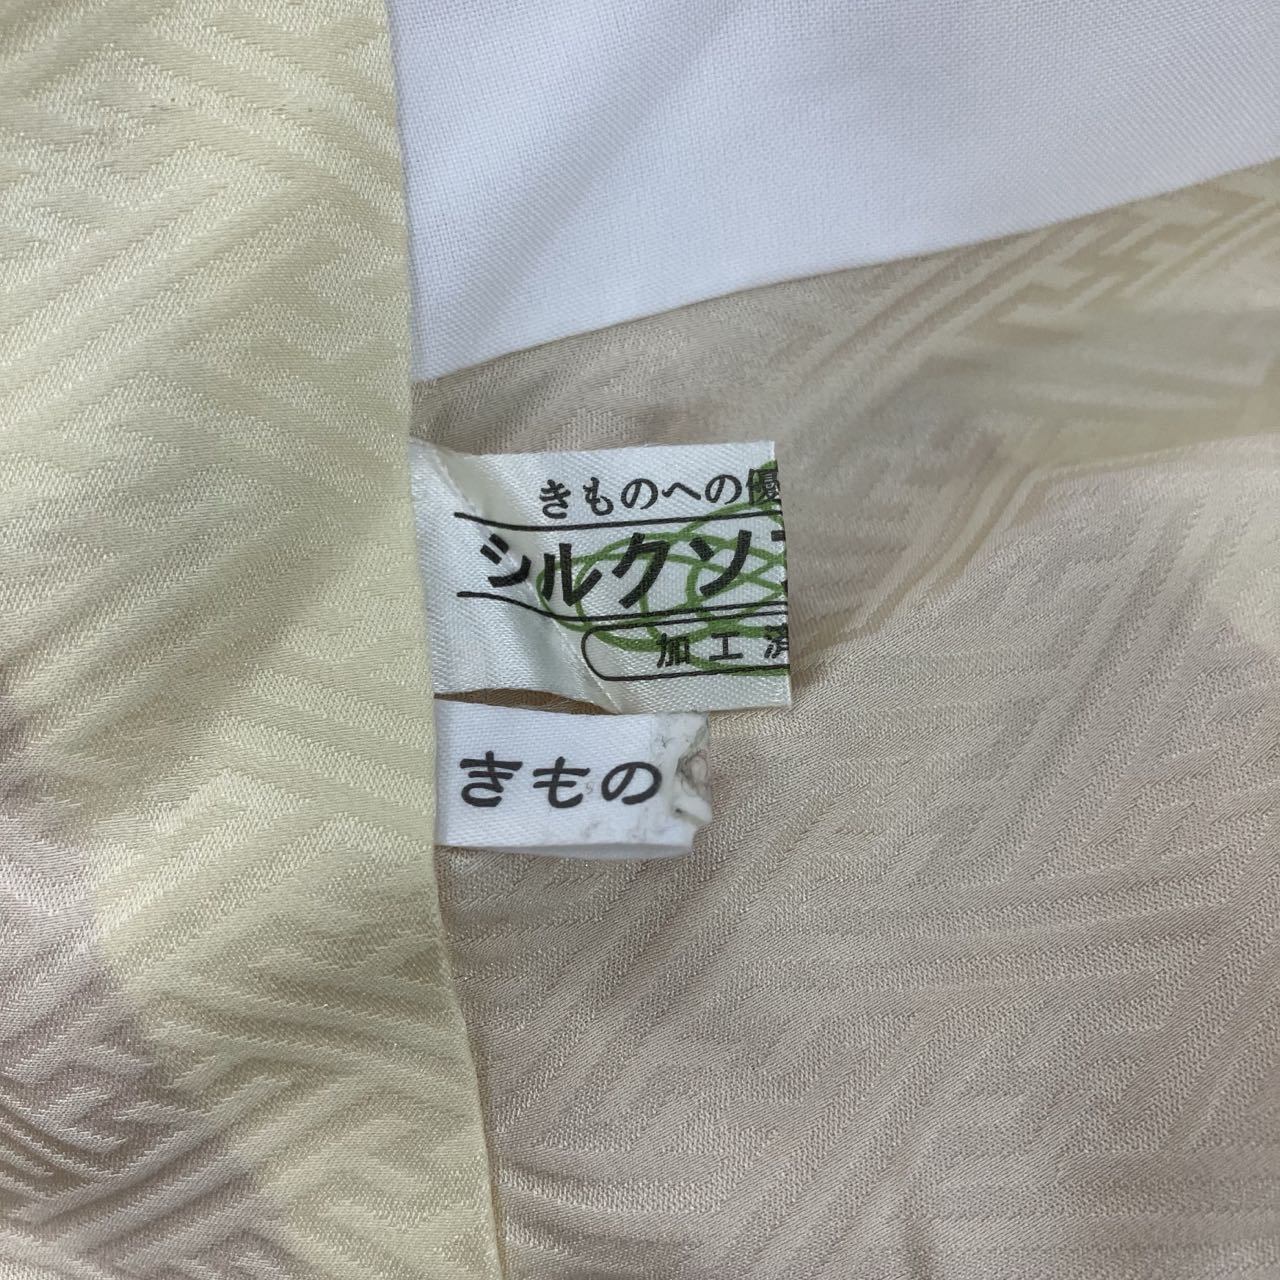 きものへの優
シルクソ
加工済
きもの